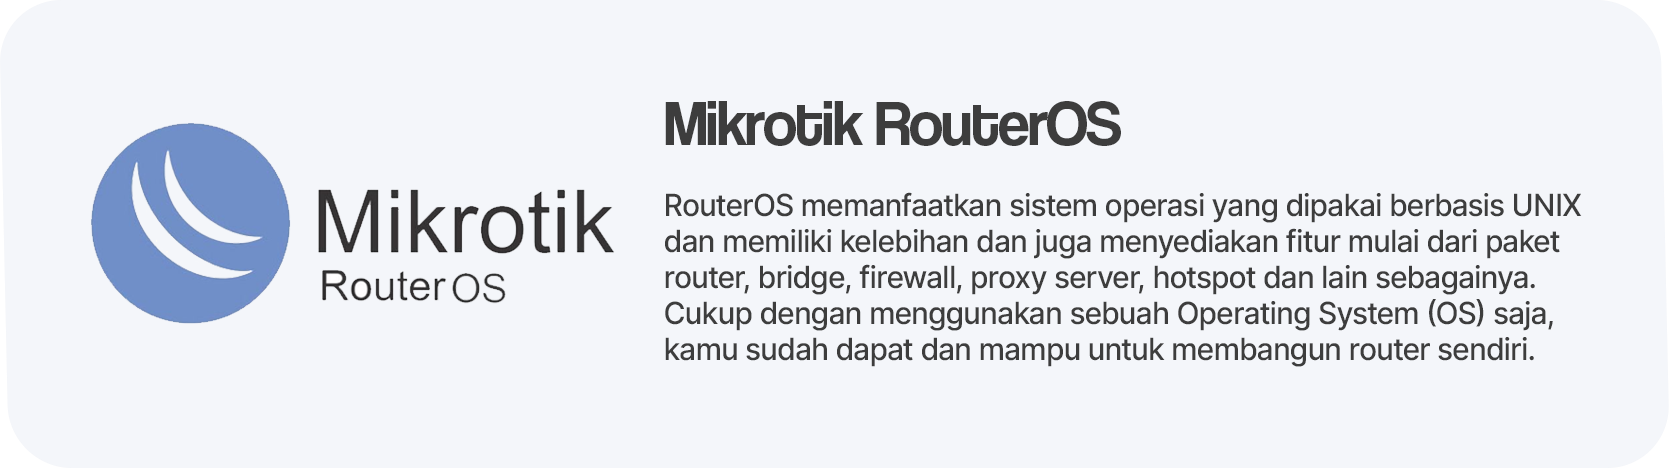 Mikrotik
RouterOS
Mikrotik RouterOS
RouterOS memanfaatkan sistem operasi yang dipakai berbasis UNIX
dan memiliki kelebihan dan juga menyediakan fitur mulai dari paket
router, bridge, firewall, proxy server, hotspot dan lain sebagainya.
Cukup dengan menggunakan sebuah Operating System (OS) saja,
kamu sudah dapat dan mampu untuk membangun router sendiri.